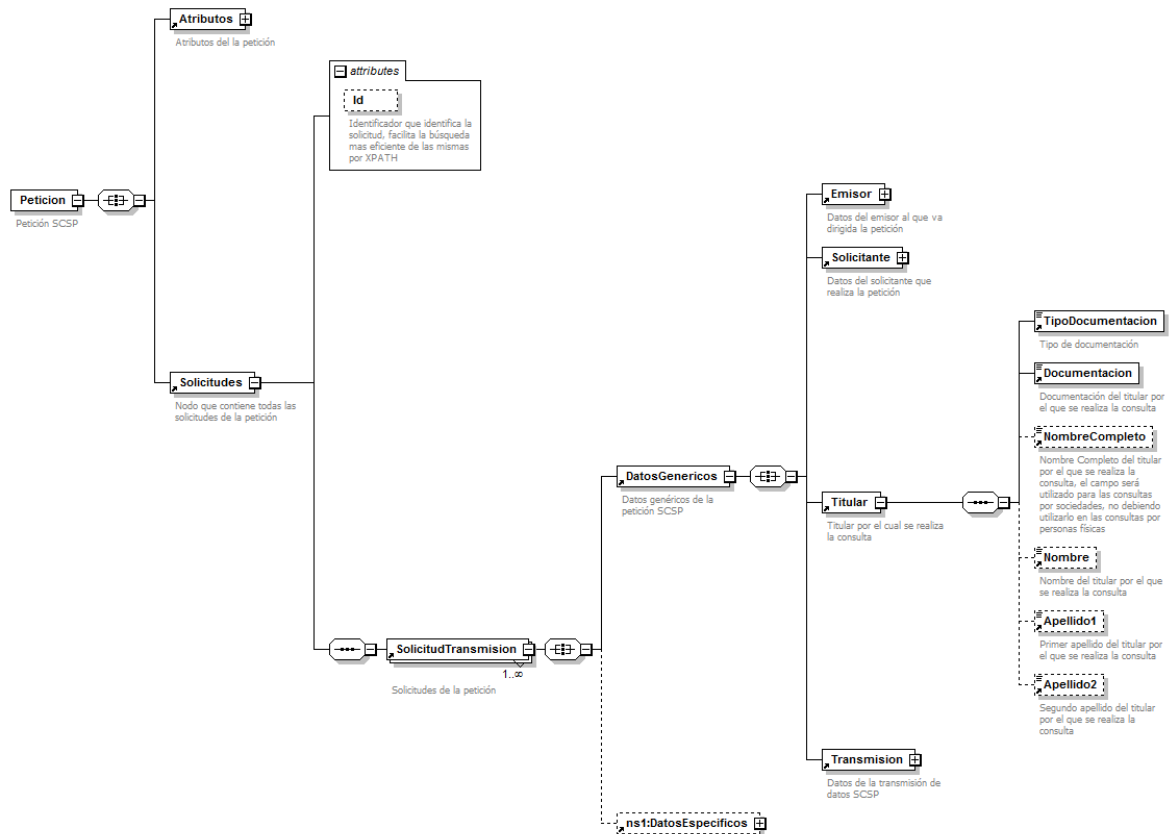 Atributos
Atributos del la petición
attributes
Id
Identificador que identifica la
solicitud, facilita la búsqueda
mas eficiente de las mismas
por XPATH
Peticion
Petición SCSP
Emisor
Datos del emisor al que va
dirigida la petición
Solicitante
Datos del solicitante que
realiza la petición
TipoDocumentacion
Tipo de documentación
Solicitudes
Nodo que contiene todas las
solicitudes de la petición
Documentacion
Documentación del titular por
el que se realiza la consulta
NombreCompleto
Nombre Completo del titular
por el que se realiza la
consulta, el campo será
utilizado para las consultas
por sociedades, no debiendo
utilizarlo en las consultas por
personas físicas
DatosGenericos
Datos genéricos de la
petición SCSP
Titular
Titular por el cual se realiza
la consulta
Nombre
Nombre del titular por el que
se realiza la consulta
Apellido1
Primer apellido del titular por
el que se realiza la consulta
SolicitudTransmision
1..∞
Solicitudes de la petición
Apellido2
Segundo apellido del titular
por el que se realiza la
consulta
Transmision
Datos de la transmisión de
datos SCSP
ns1:DatosEspecificos